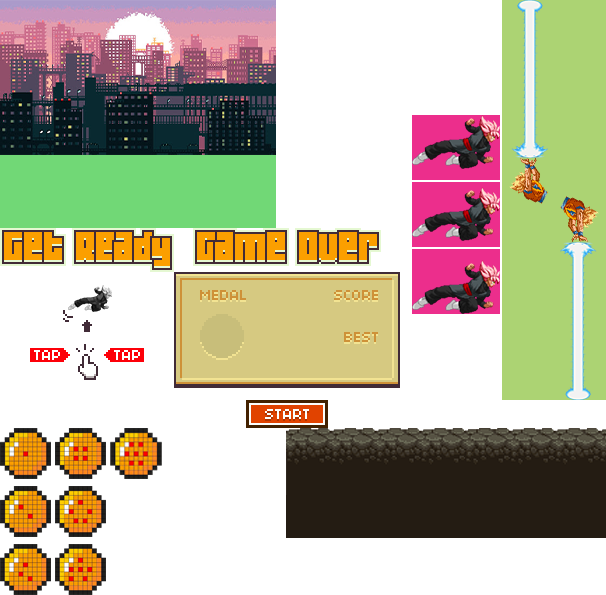 Get Ready
Game Over
MEDAL
SCORE
BEST
TAP
TAP
START